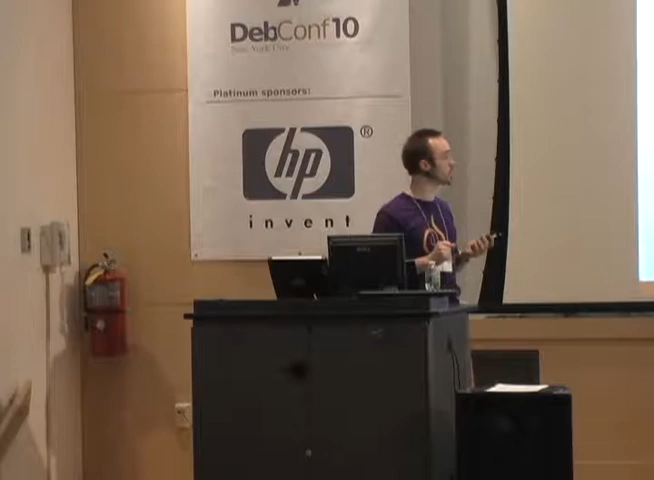 DebConf10
New York City
Platinum sponsors:
hp
®
invent